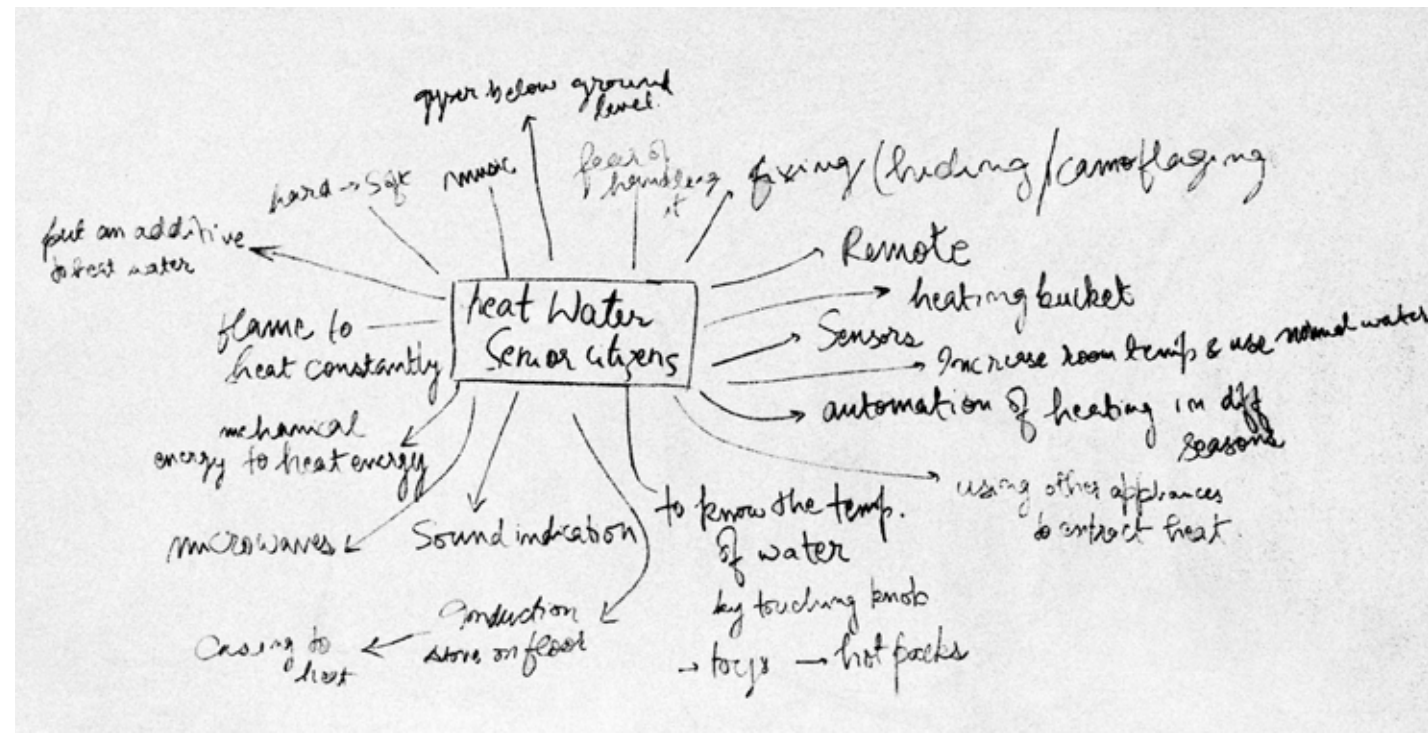 gyser below ground
level.
fear of
handling
it
fixing/hiding/camoflaging
music
hard → soft
put an additive
to heat water
Remote
heating bucket
heat Water
Senior Citizens
Sensors
Increase room temp & use normal water
flame to
heat constantly
automation of heating in diff
seasons
mechanical
energy to heat energy
using other appliances
to extract heat.
to know the temp.
of water
by touching knob
→ toys → hot packs
Sound indication
microwaves
Induction
stove on floor
Casing to
heat